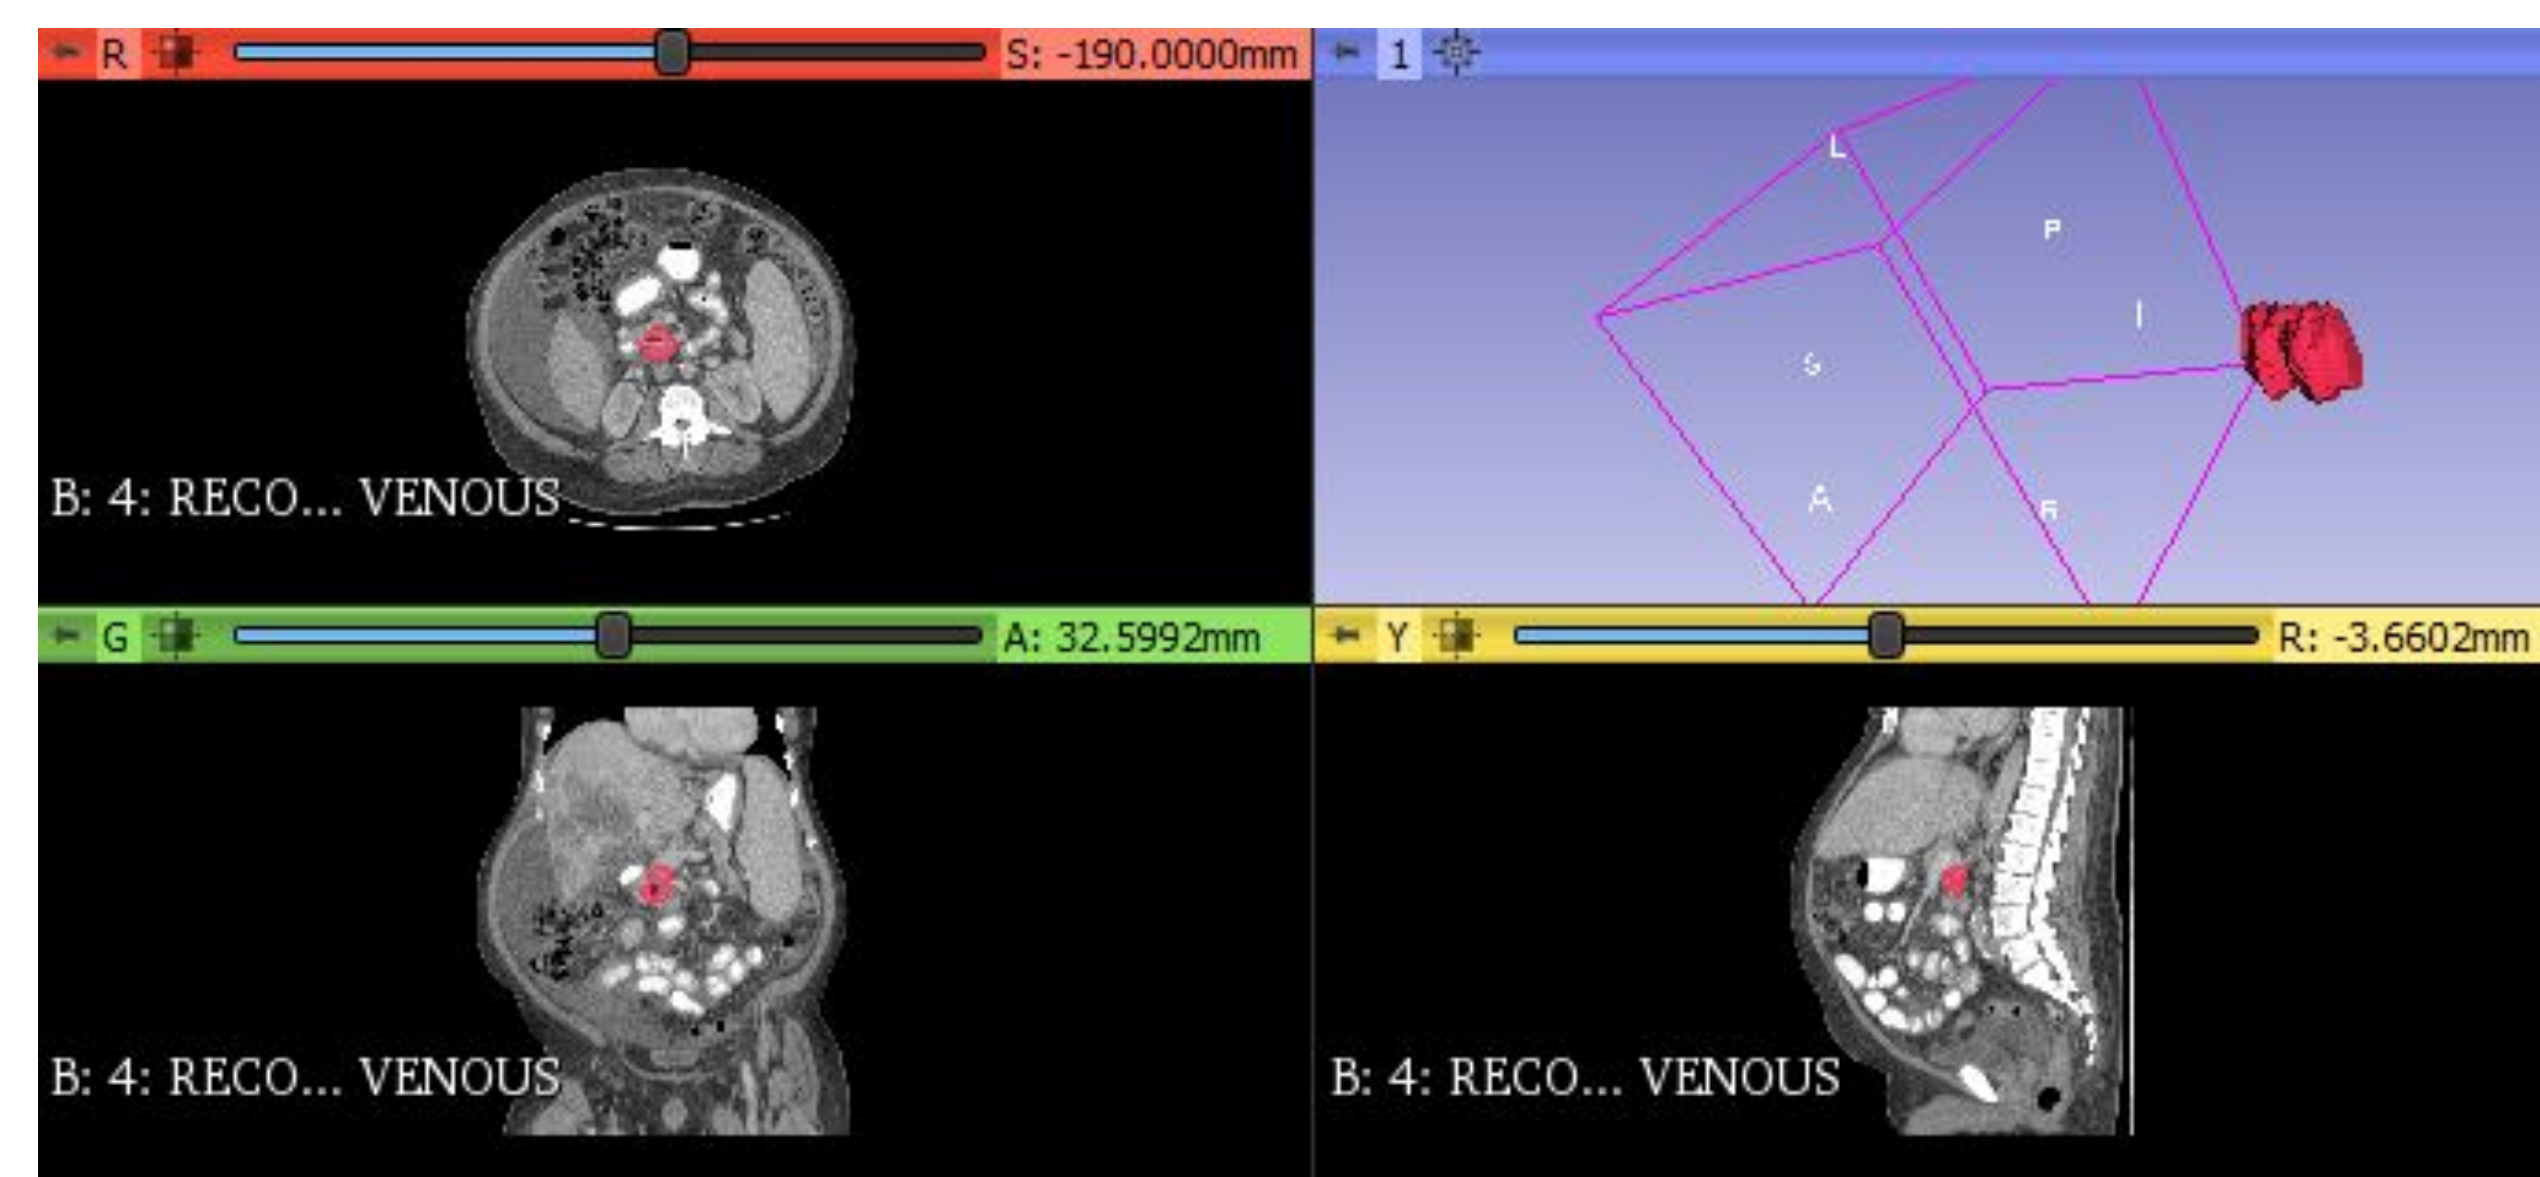 R S: -190.0000mm
1
L
P
I
S
A
R
B: 4: RECO... VENOUS
G A: 32.5992mm
Y R: -3.6602mm
B: 4: RECO... VENOUS
B: 4: RECO... VENOUS